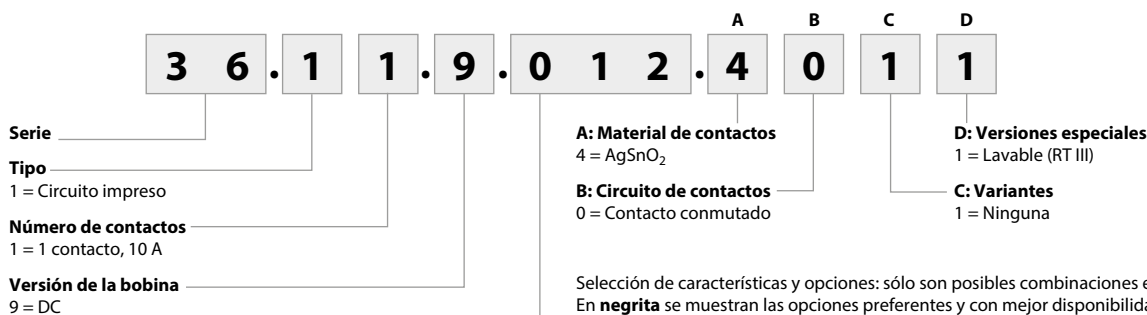 A B C D
3 6 . 1 1 . 9 . 0 1 2 . 4 0 1 1
Serie
Tipo
1 = Circuito impreso
Número de contactos
1 = 1 contacto, 10 A
Versión de la bobina
9 = DC
A: Material de contactos
4 = AgSnO₂
B: Circuito de contactos
0 = Contacto conmutado
D: Versiones especiales
1 = Lavable (RT III)
C: Variantes
1 = Ninguna
Selección de características y opciones: sólo son posibles combinaciones e
En negrita se muestran las opciones preferentes y con mejor disponibilida